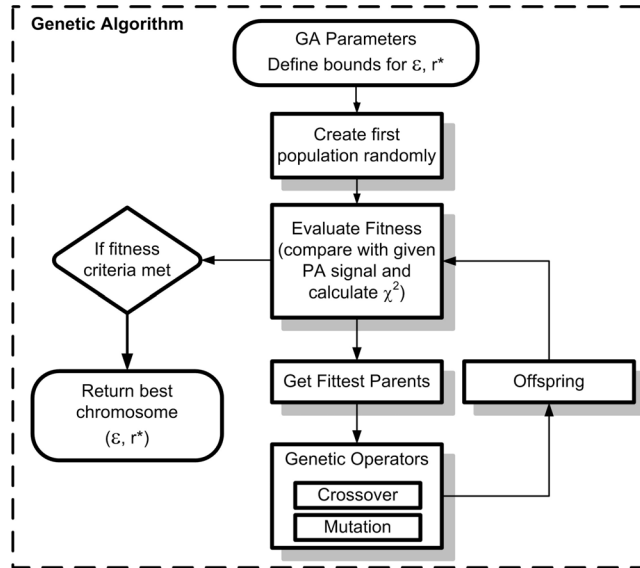 Genetic Algorithm
GA Parameters
Define bounds for ε, r*
Create first
population randomly
Evaluate Fitness
(compare with given
PA signal and
calculate χ²)
If fitness
criteria met
Return best
chromosome
(ε, r*)
Get Fittest Parents
Offspring
Genetic Operators
Crossover
Mutation